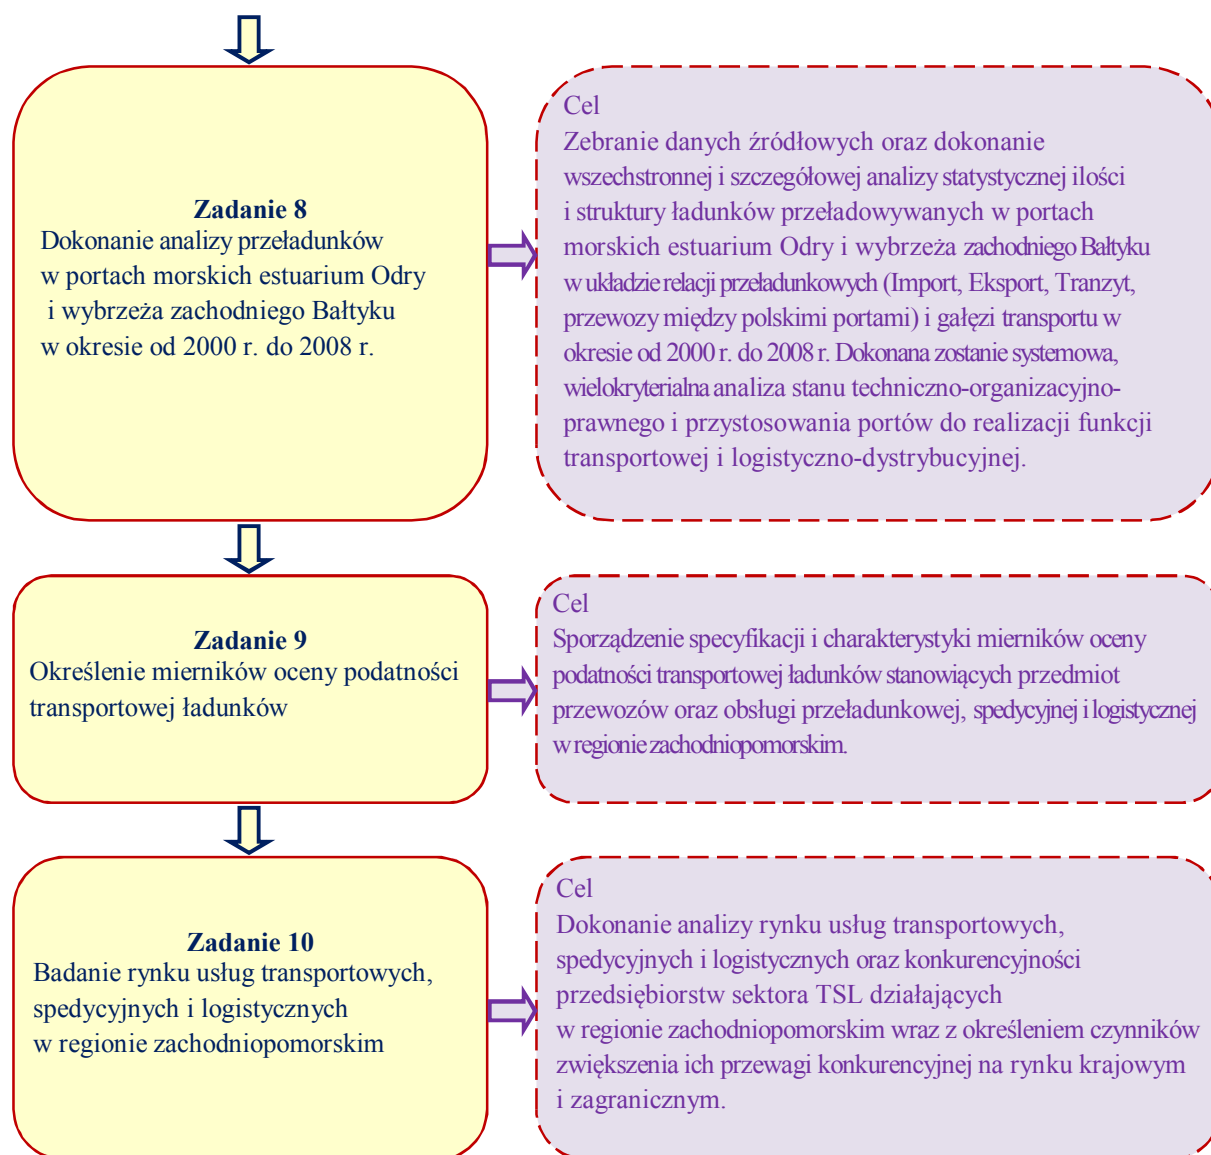 Zadanie 8
Dokonanie analizy przeładunków
w portach morskich estuarium Odry
i wybrzeża zachodniego Bałtyku
w okresie od 2000 r. do 2008 r.
Cel
Zebranie danych źródłowych oraz dokonanie
wszechstronnej i szczegółowej analizy statystycznej ilości
i struktury ładunków przeładowywanych w portach
morskich estuarium Odry i wybrzeża zachodniego Bałtyku
w układzie relacji przeładunkowych (Import, Eksport, Tranzyt,
przewozy między polskimi portami) i gałęzi transportu w
okresie od 2000 r. do 2008 r. Dokonana zostanie systemowa,
wielokryterialna analiza stanu techniczno-organizacyjno-
prawnego i przystosowania portów do realizacji funkcji
transportowej i logistyczno-dystrybucyjnej.
Zadanie 9
Określenie mierników oceny podatności
transportowej ładunków
Cel
Sporządzenie specyfikacji i charakterystyki mierników oceny
podatności transportowej ładunków stanowiących przedmiot
przewozów oraz obsługi przeładunkowej, spedycyjnej i logistycznej
w regionie zachodniopomorskim.
Zadanie 10
Badanie rynku usług transportowych,
spedycyjnych i logistycznych
w regionie zachodniopomorskim
Cel
Dokonanie analizy rynku usług transportowych,
spedycyjnych i logistycznych oraz konkurencyjności
przedsiębiorstw sektora TSL działających
w regionie zachodniopomorskim wraz z określeniem czynników
zwiększenia ich przewagi konkurencyjnej na rynku krajowym
i zagranicznym.